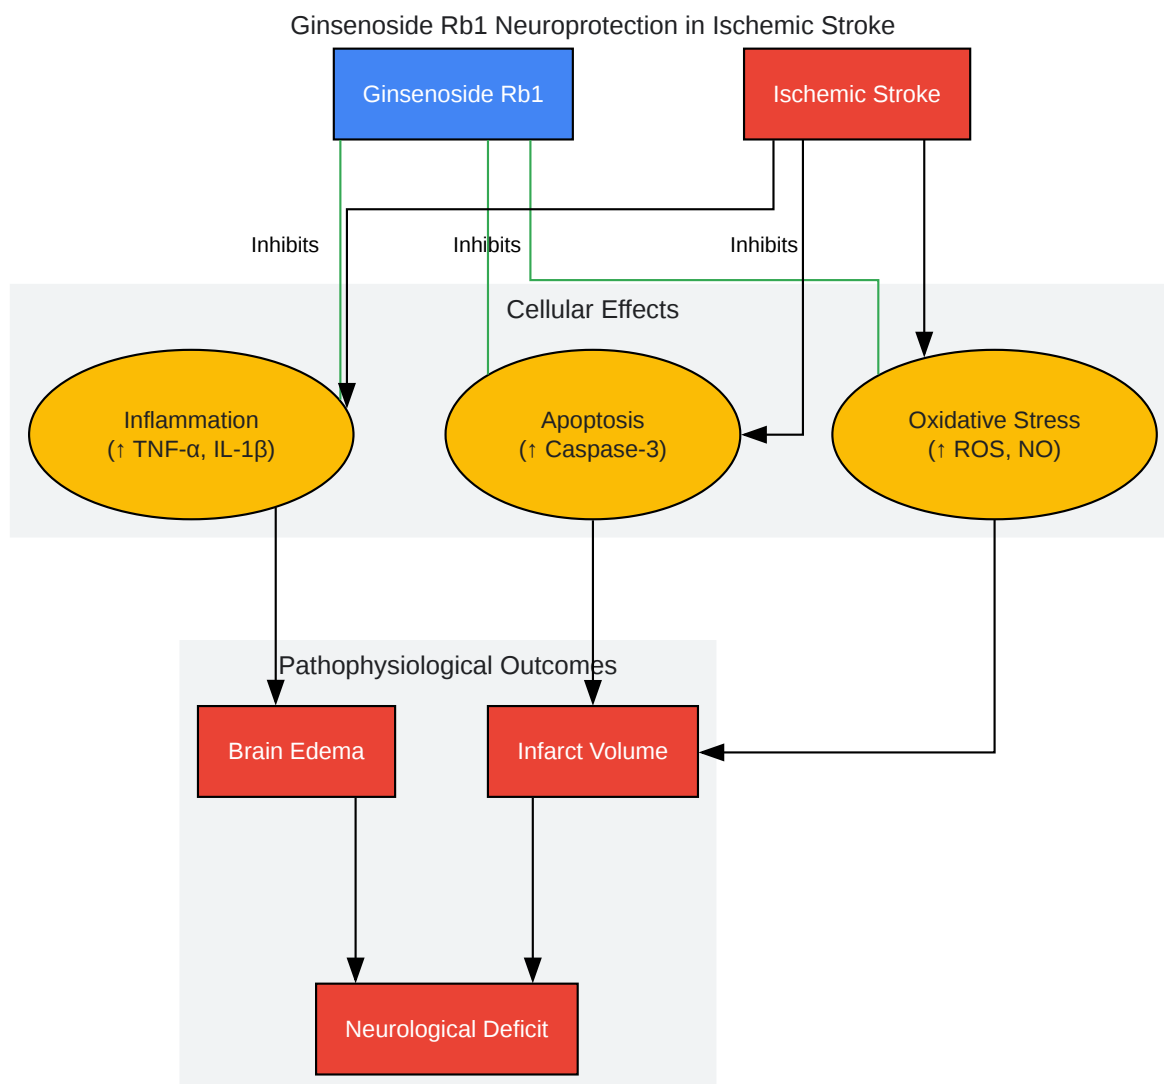 Ginsenoside Rb1 Neuroprotection in Ischemic Stroke
Ginsenoside Rb1
Ischemic Stroke
Inhibits
Inhibits
Inhibits
Cellular Effects
Inflammation
(↑ TNF-α, IL-1β)
Apoptosis
(↑ Caspase-3)
Oxidative Stress
(↑ ROS, NO)
Pathophysiological Outcomes
Brain Edema
Infarct Volume
Neurological Deficit